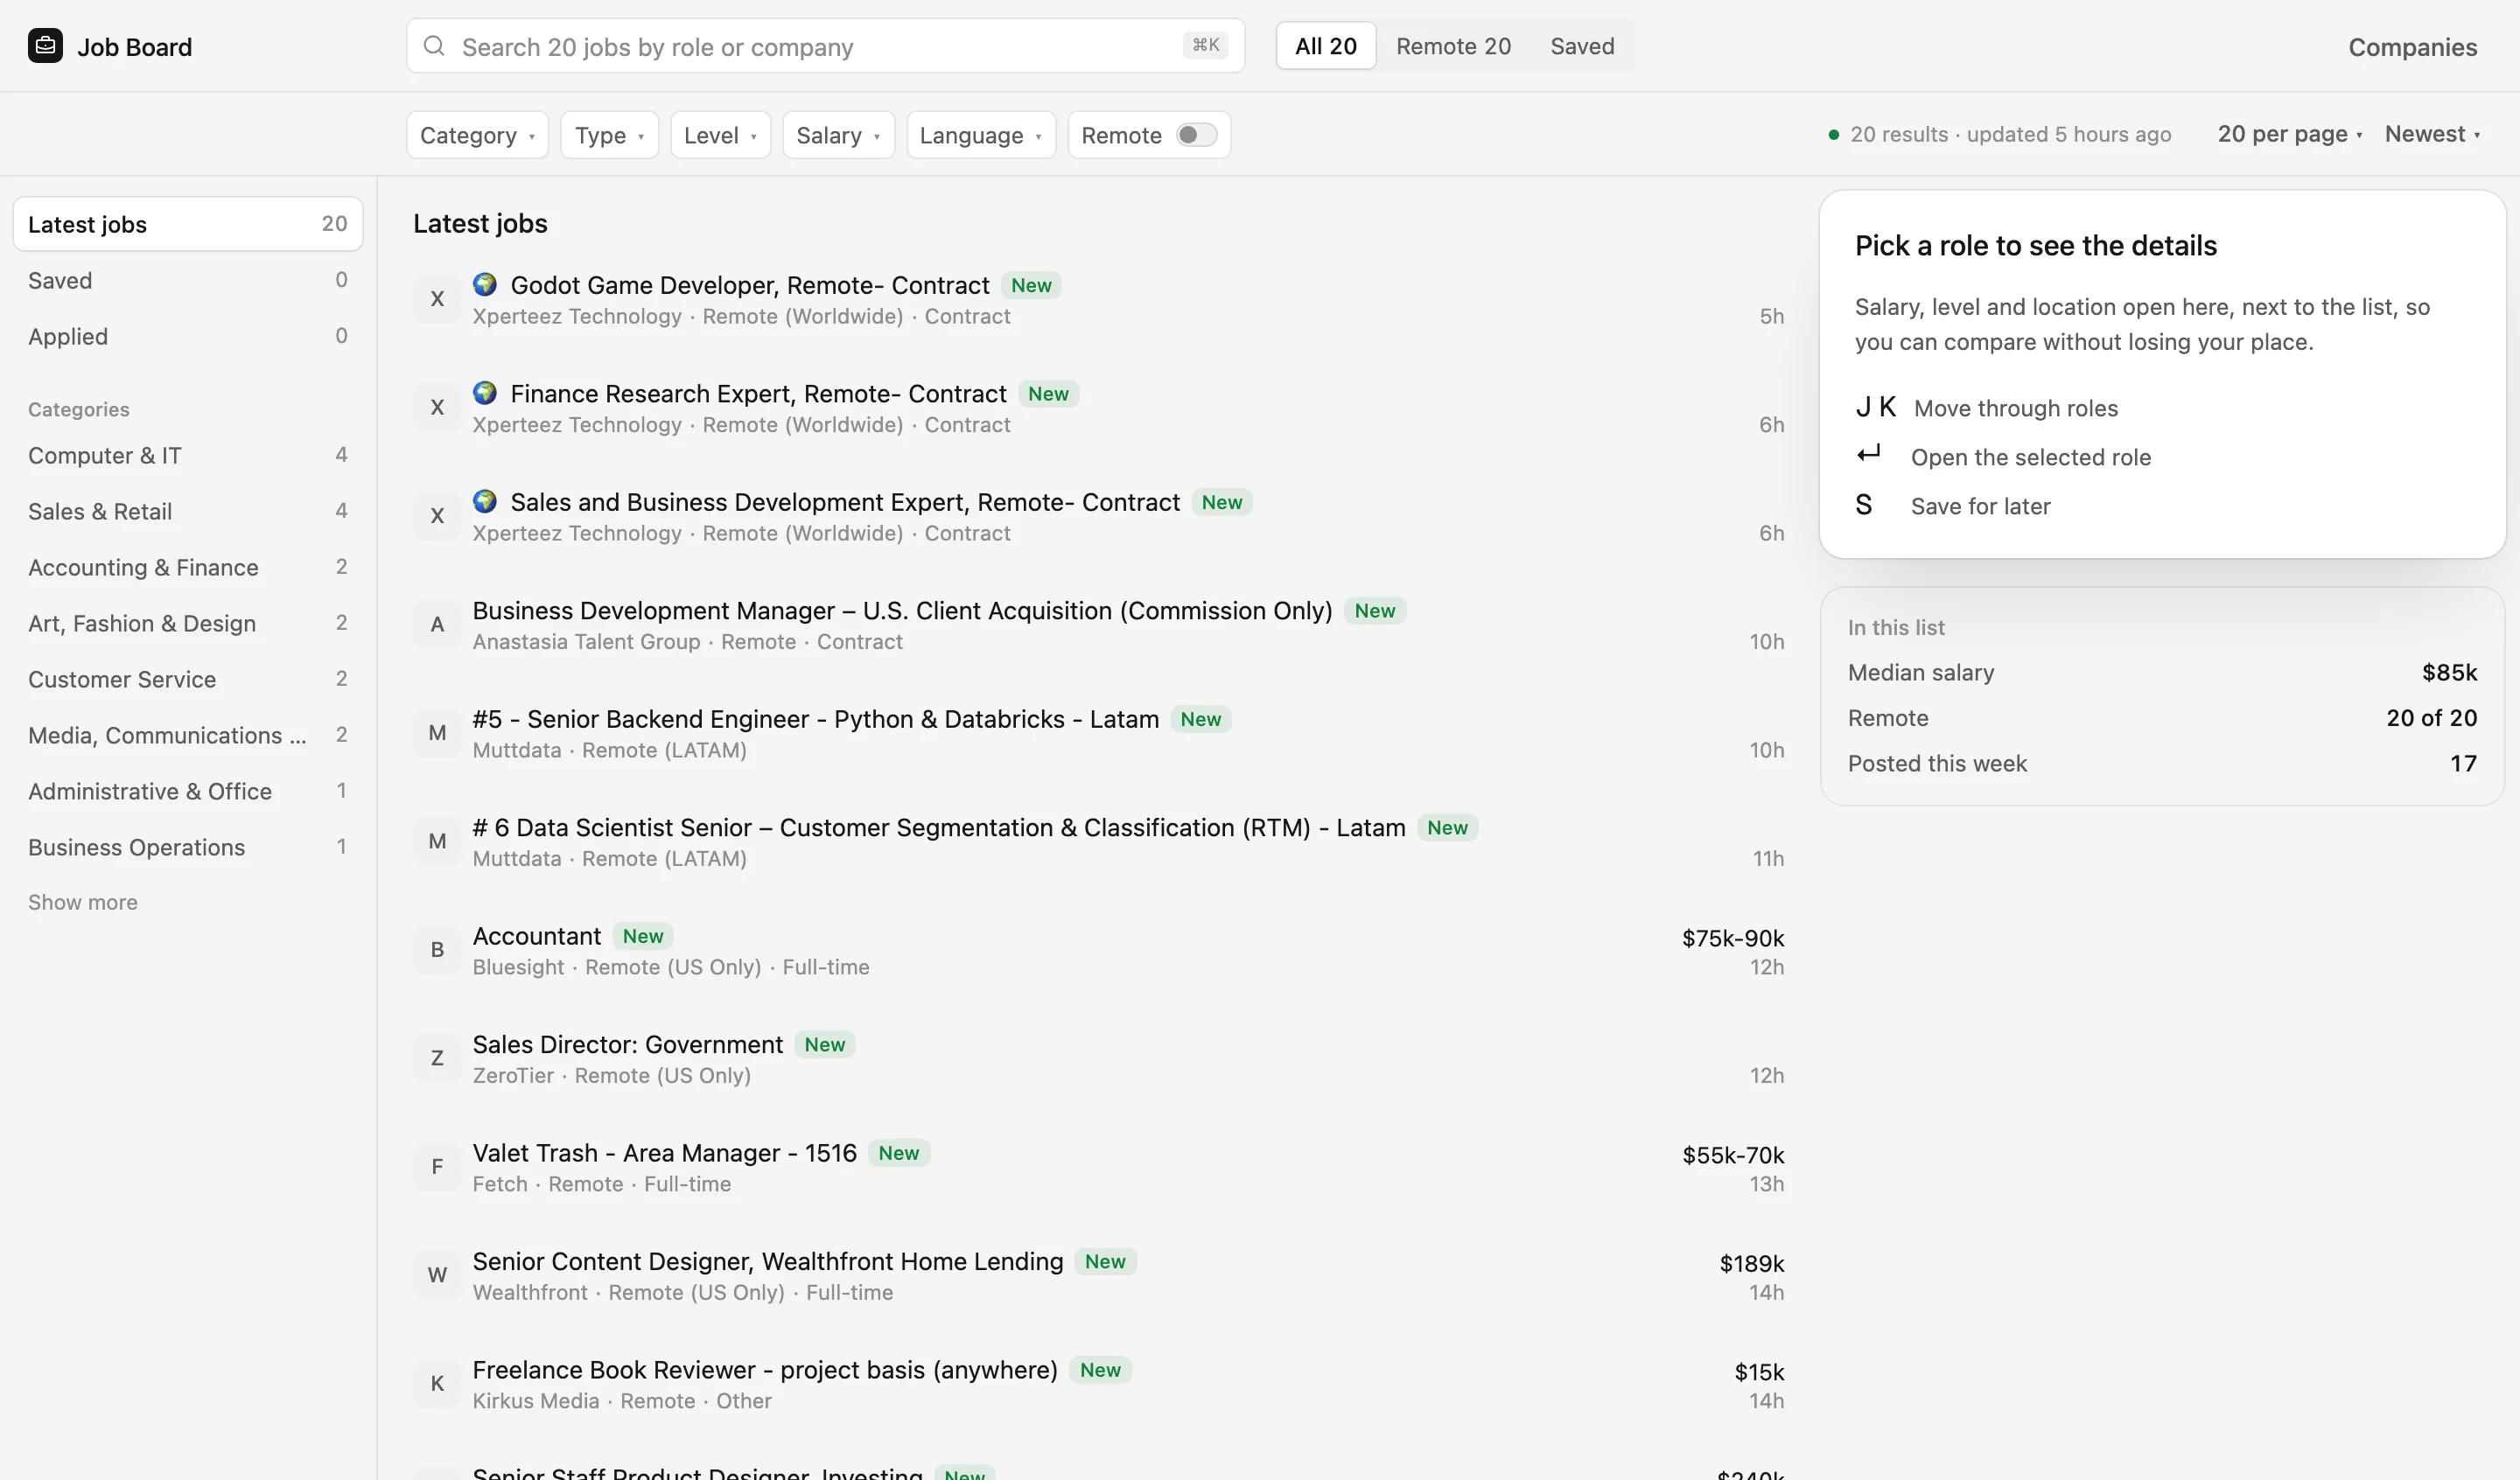 Job Board
Search 20 jobs by role or company
⌘K
All 20
Remote 20
Saved
Companies
Category
Type
Level
Salary
Language
Remote
20 results · updated 5 hours ago
20 per page
Newest
Latest jobs 20
Saved 0
Applied 0
Categories
Computer & IT 4
Sales & Retail 4
Accounting & Finance 2
Art, Fashion & Design 2
Customer Service 2
Media, Communications ... 2
Administrative & Office 1
Business Operations 1
Show more
Latest jobs
X
Godot Game Developer, Remote- Contract New
Xperteez Technology · Remote (Worldwide) · Contract
5h
X
Finance Research Expert, Remote- Contract New
Xperteez Technology · Remote (Worldwide) · Contract
6h
X
Sales and Business Development Expert, Remote- Contract New
Xperteez Technology · Remote (Worldwide) · Contract
6h
A
Business Development Manager – U.S. Client Acquisition (Commission Only) New
Anastasia Talent Group · Remote · Contract
10h
M
#5 - Senior Backend Engineer - Python & Databricks - Latam New
Muttdata · Remote (LATAM)
10h
M
# 6 Data Scientist Senior – Customer Segmentation & Classification (RTM) - Latam New
Muttdata · Remote (LATAM)
11h
B
Accountant New
$75k-90k
Bluesight · Remote (US Only) · Full-time
12h
Z
Sales Director: Government New
ZeroTier · Remote (US Only)
12h
F
Valet Trash - Area Manager - 1516 New
$55k-70k
Fetch · Remote · Full-time
13h
W
Senior Content Designer, Wealthfront Home Lending New
$189k
Wealthfront · Remote (US Only) · Full-time
14h
K
Freelance Book Reviewer - project basis (anywhere) New
$15k
Kirkus Media · Remote · Other
14h
Senior Staff Product Designer, Investing New
$240k
Pick a role to see the details
Salary, level and location open here, next to the list, so
you can compare without losing your place.
J K Move through roles
↵ Open the selected role
S Save for later
In this list
Median salary $85k
Remote 20 of 20
Posted this week 17